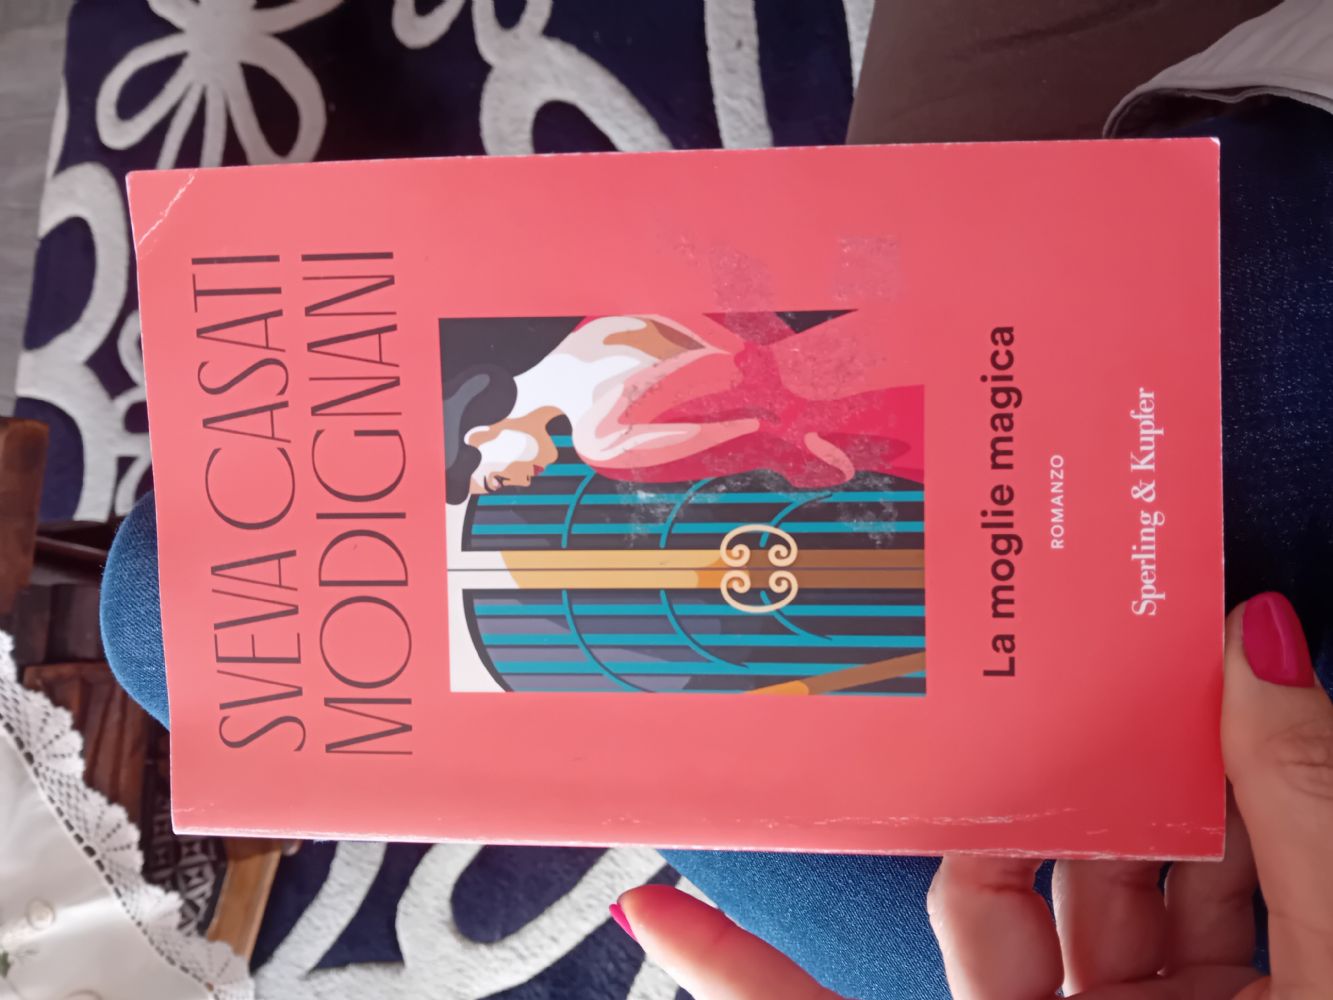 SVEVA CASATI
MODIGNANI
La moglie magica
ROMANZO
Sperling & Kupfer